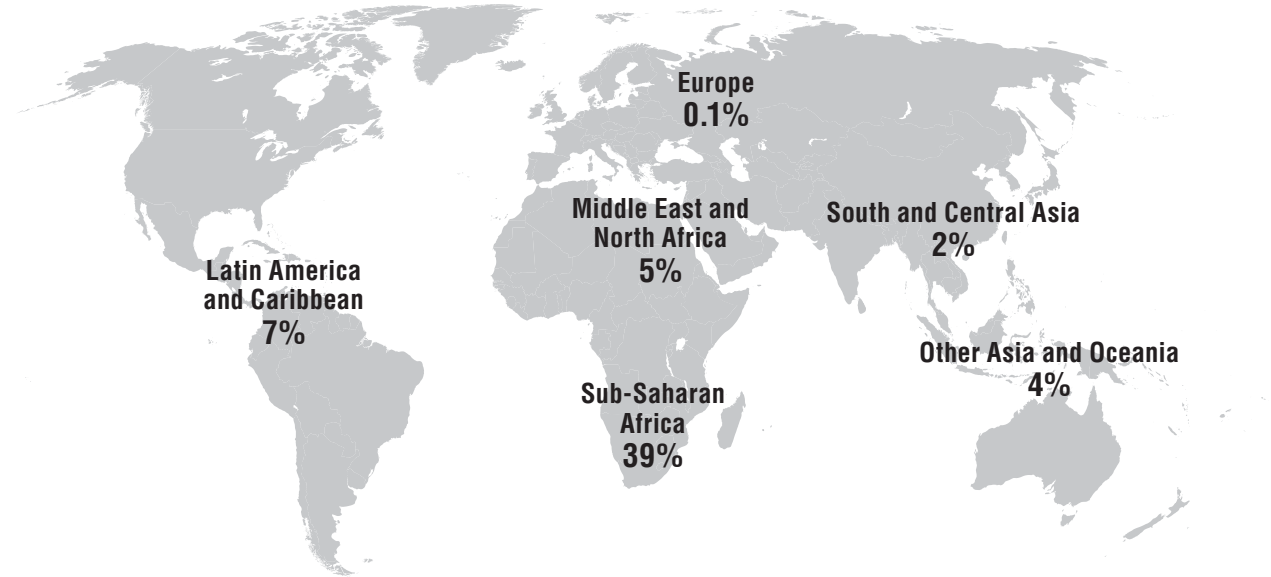 Europe
0.1%
Middle East and
North Africa
5%
South and Central Asia
2%
Latin America
and Caribbean
7%
Other Asia and Oceania
4%
Sub-Saharan
Africa
39%